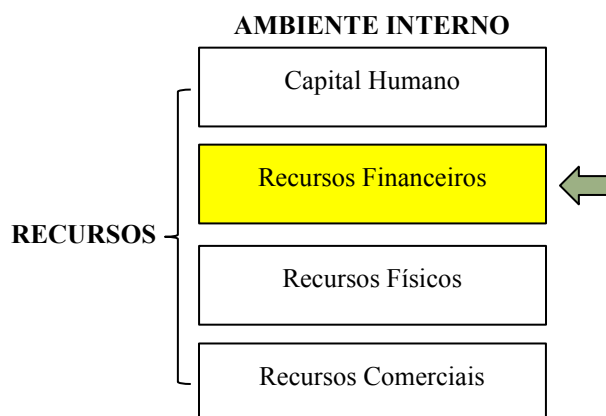 AMBIENTE INTERNO
Capital Humano
Recursos Financeiros
RECURSOS
Recursos Físicos
Recursos Comerciais